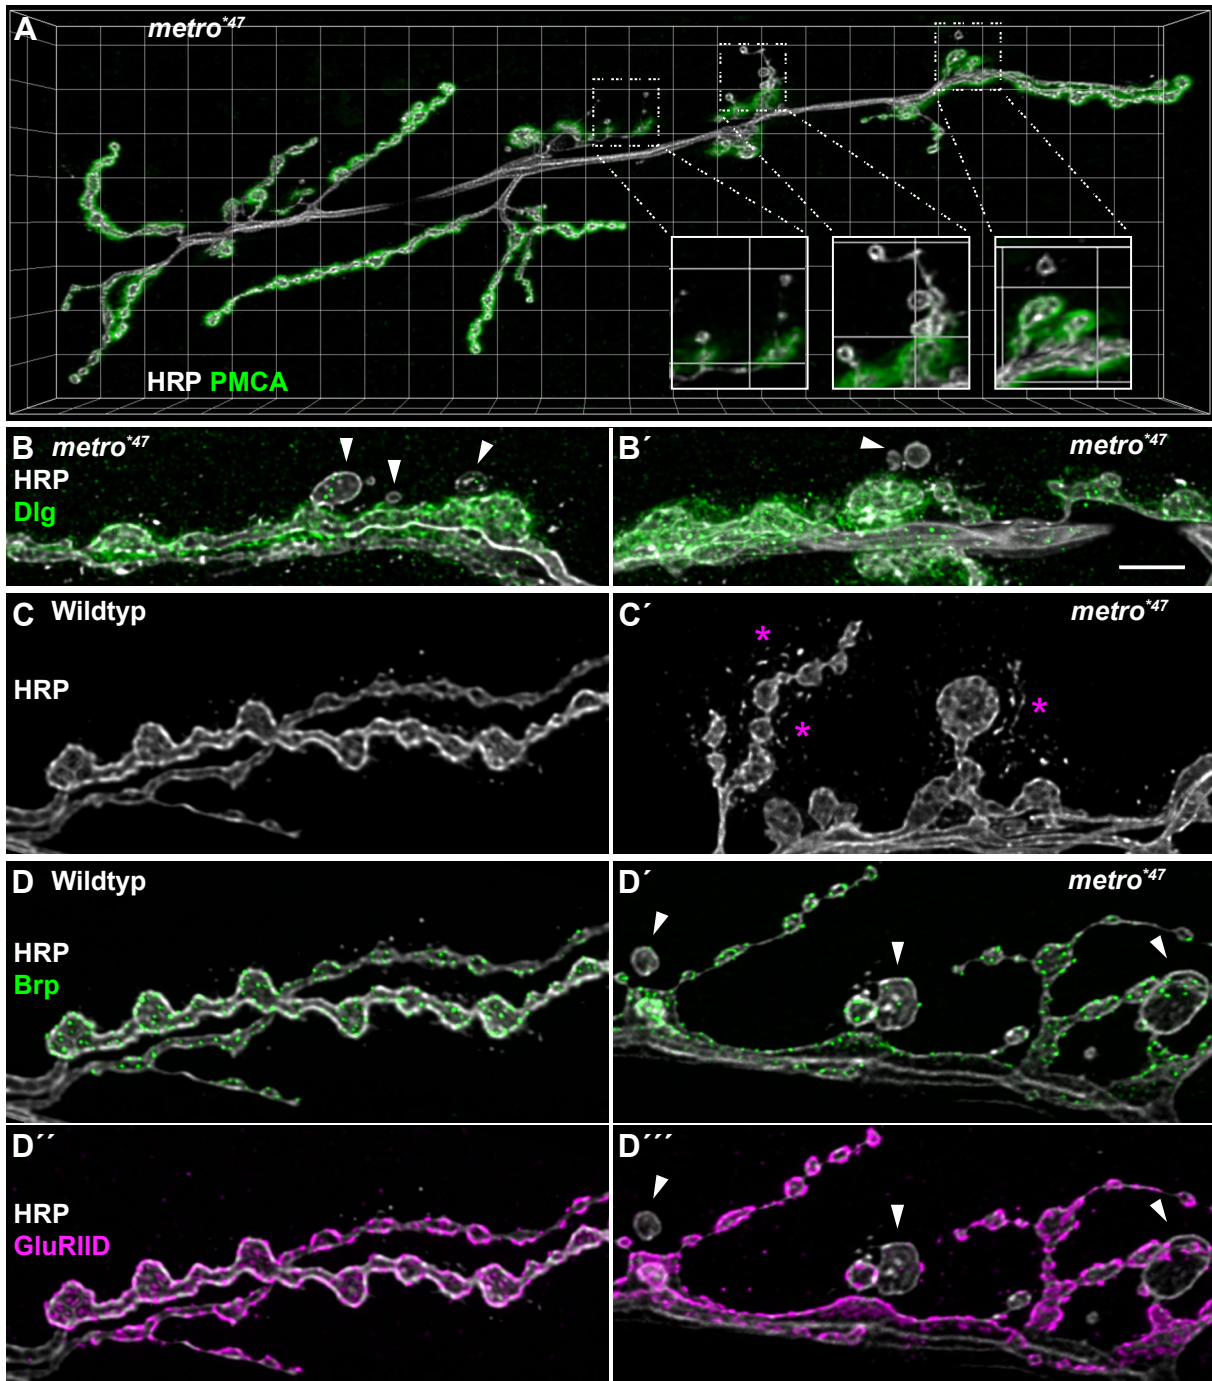 A metro*47
HRP PMCA
B metro*47
HRP
Dlg
B´ metro*47
C Wildtyp
HRP
C´ metro*47
*
*
*
D Wildtyp
HRP
Brp
D´ metro*47
D´´
HRP
GluRIID
D´´´